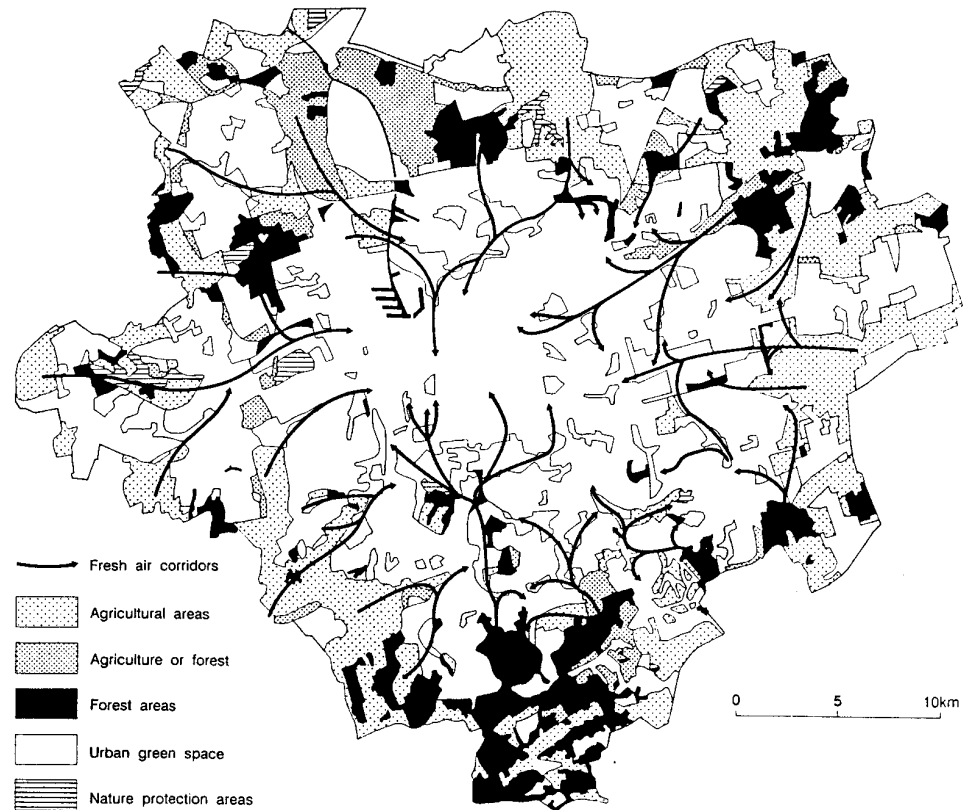 Fresh air corridors
Agricultural areas
Agriculture or forest
Forest areas
Urban green space
Nature protection areas
0 5 10km